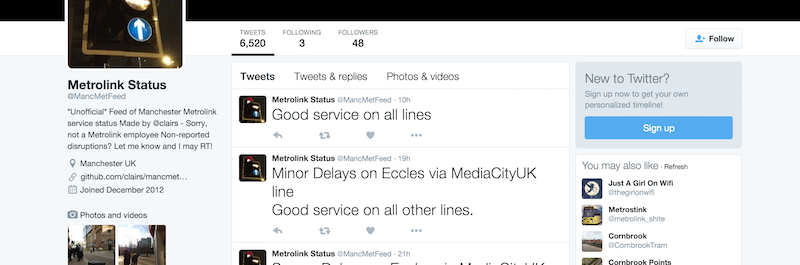 TWEETS FOLLOWING FOLLOWERS
6,520 3 48
Follow
Metrolink Status
@MancMetFeed
*Unofficial* Feed of Manchester Metrolink
service status Made by @clairs - Sorry,
not a Metrolink employee Non-reported
disruptions? Let me know and I may RT!
Manchester UK
github.com/clairs/mancmet...
Joined December 2012
Photos and videos
Tweets Tweets & replies Photos & videos
Metrolink Status @MancMetFeed · 10h
Good service on all lines
Metrolink Status @MancMetFeed · 19h
Minor Delays on Eccles via MediaCityUK
line
Good service on all other lines.
Metrolink Status @MancMetFeed · 21h
New to Twitter?
Sign up now to get your own
personalized timeline!
Sign up
You may also like · Refresh
Just A Girl On Wifi
@thegirlonwifi
Metrostink
@metrolink_shite
Cornbrook
@CornbrookTram
Cornbrook Points